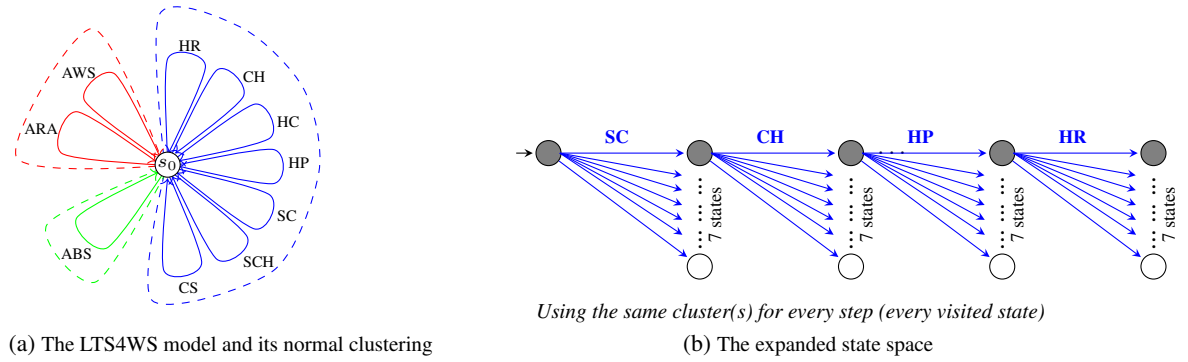 HR
AWS
CH
HC
ARA
s0
HP
SC
ABS
SCH
CS
(a) The LTS4WS model and its normal clustering
SC CH HP HR
7 states 7 states 7 states 7 states
Using the same cluster(s) for every step (every visited state)
(b) The expanded state space